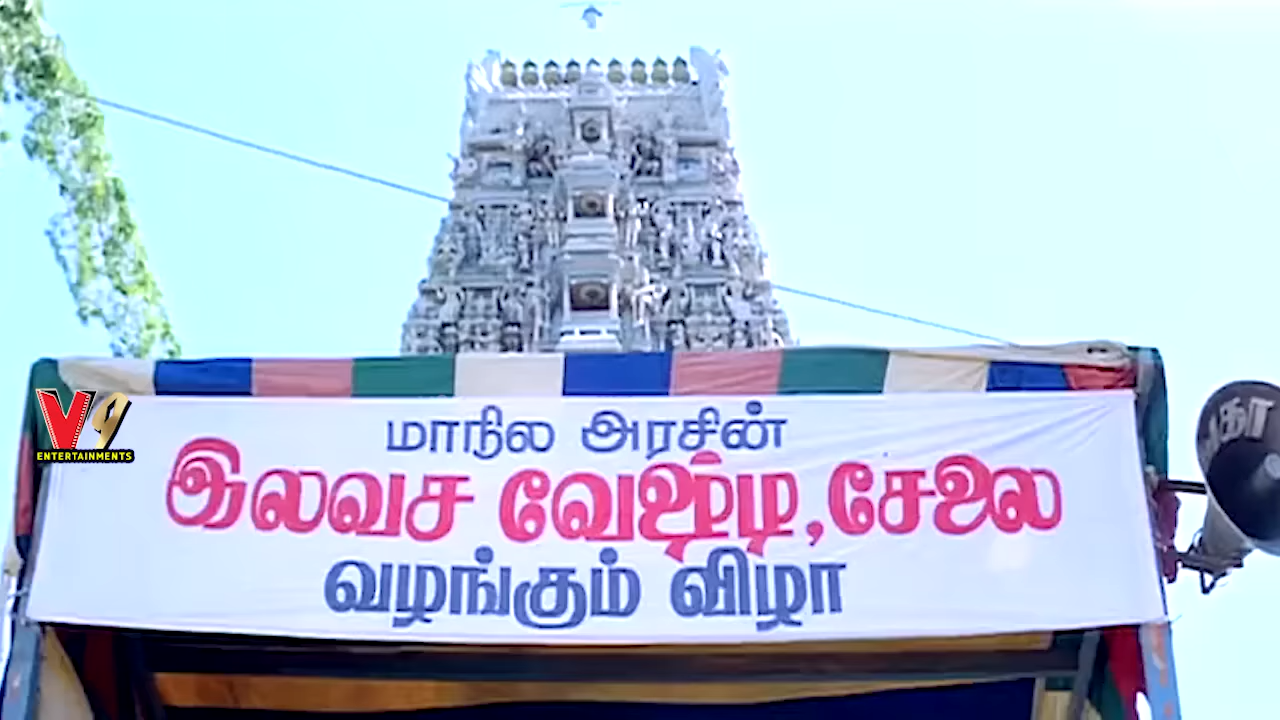 V9
ENTERTAINMENTS
மாநில அரசின்
இலவச வேஷ்டி, சேலை
வழங்கும் விழா